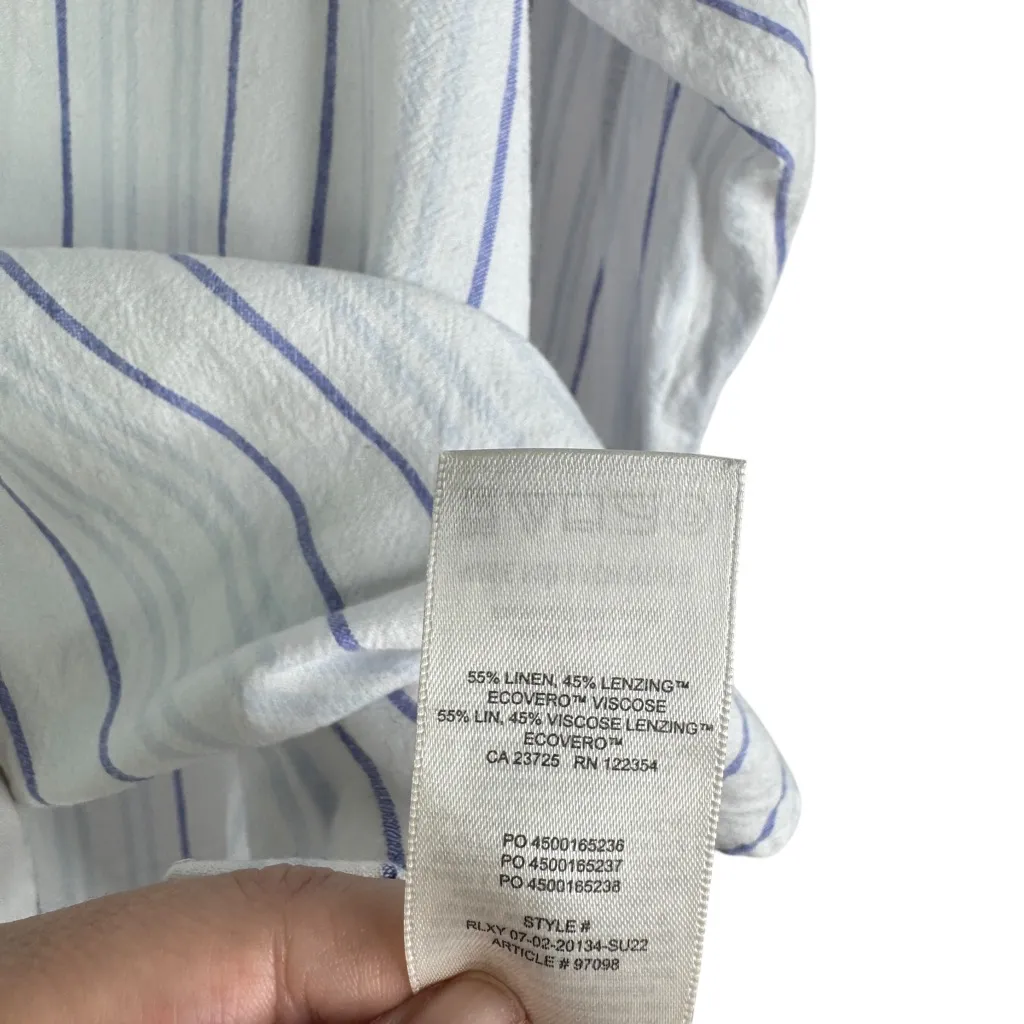 55% LINEN, 45% LENZING™
ECOVERO™ VISCOSE
55% LIN, 45% VISCOSE LENZING™
ECOVERO™
CA 23725 RN 122354
PO 4500165236
PO 4500165237
PO 4500165238
STYLE #
RLXY 07-02-20134-SU22
ARTICLE # 97098